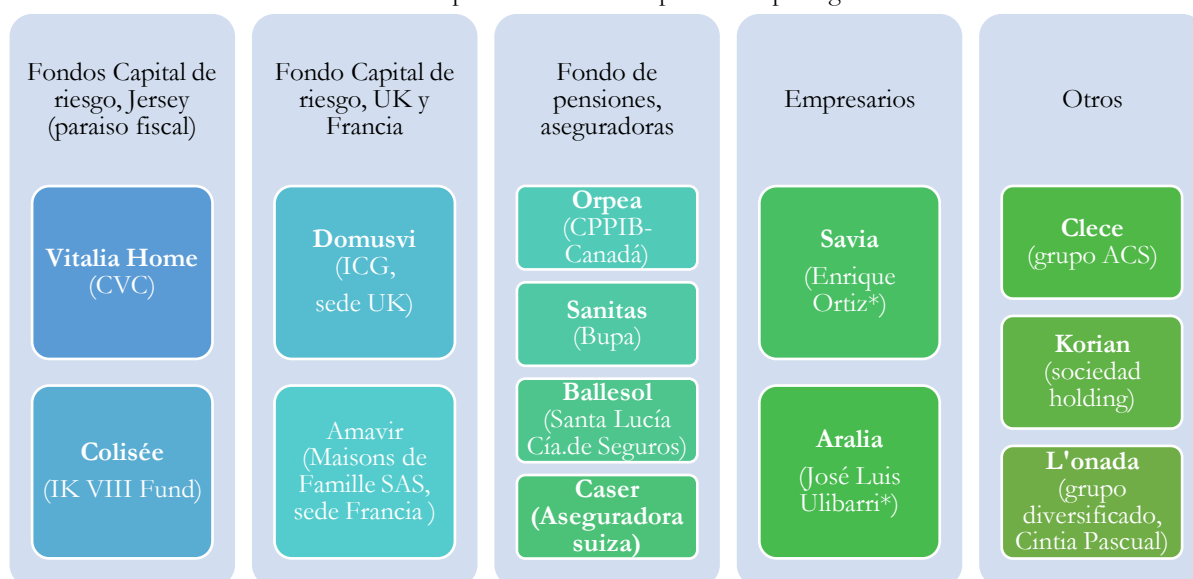 Fondos Capital de
riesgo, Jersey
(paraiso fiscal)
Vitalia Home
(CVC)
Colisée
(IK VIII Fund)
Fondo Capital de
riesgo, UK y
Francia
Domusvi
(ICG,
sede UK)
Amavir
(Maisons de
Famille SAS,
sede Francia )
Fondo de
pensiones,
aseguradoras
Orpea
(CPPIB-
Canadá)
Sanitas
(Bupa)
Ballesol
(Santa Lucía
Cía.de Seguros)
Caser
(Aseguradora
suiza)
Empresarios
Savia
(Enrique
Ortiz*)
Aralia
(José Luis
Ulibarri*)
Otros
Clece
(grupo ACS)
Korian
(sociedad
holding)
L'onada
(grupo
diversificado,
Cintia Pascual)